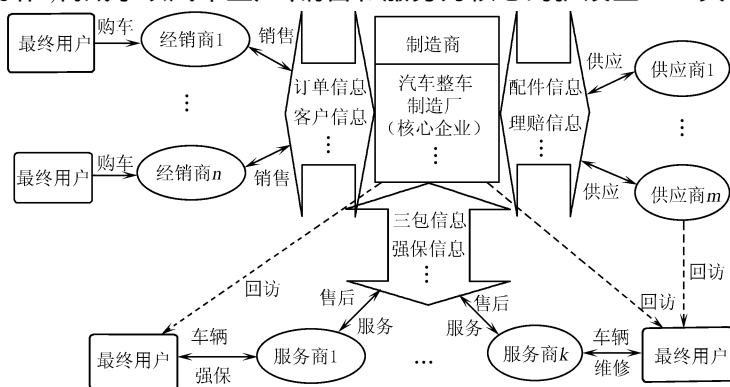 最终用户
购车
经销商1
销售
订单信息
客户信息
⋮
制造商
汽车整车
制造厂
(核心企业)
⋮
配件信息
理赔信息
⋮
供应
供应商1
⋮
⋮
最终用户
购车
经销商n
销售
供应
供应商m
三包信息
强保信息
⋮
回访
回访
回访
售后
服务
售后
服务
最终用户
车辆
强保
服务商1
...
服务商k
车辆
维修
最终用户